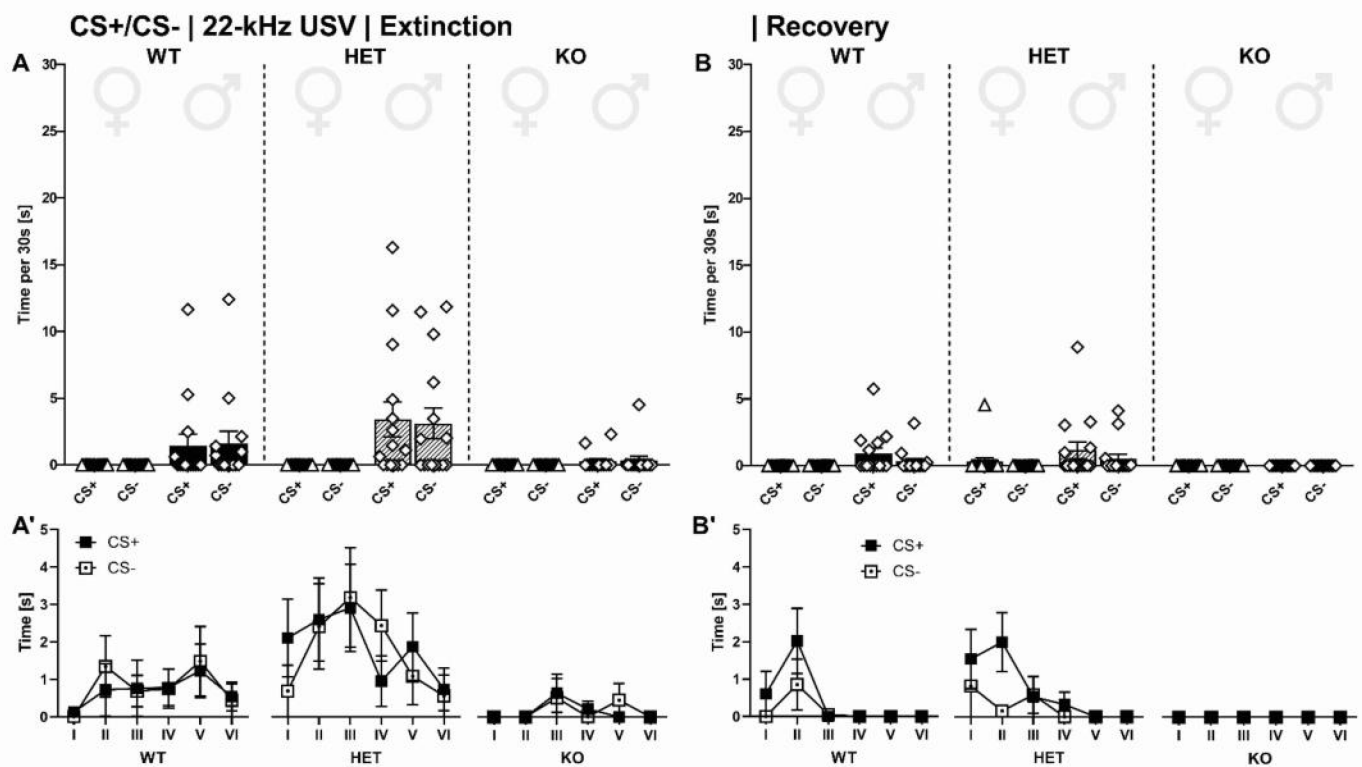 CS+/CS- | 22-kHz USV | Extinction
| Recovery
A
WT
HET
KO
30
25
20
15
10
5
0
Time per 30s [s]
CS+
CS-
CS+
CS-
CS+
CS-
CS+
CS-
CS+
CS-
CS+
CS-
B
WT
HET
KO
30
25
20
15
10
5
0
Time per 30s [s]
CS+
CS-
CS+
CS-
CS+
CS-
CS+
CS-
CS+
CS-
CS+
CS-
A'
CS+
CS-
5
4
3
2
1
0
Time [s]
I II III IV V VI
I II III IV V VI
I II III IV V VI
WT
HET
KO
B'
CS+
CS-
5
4
3
2
1
0
Time [s]
I II III IV V VI
I II III IV V VI
I II III IV V VI
WT
HET
KO